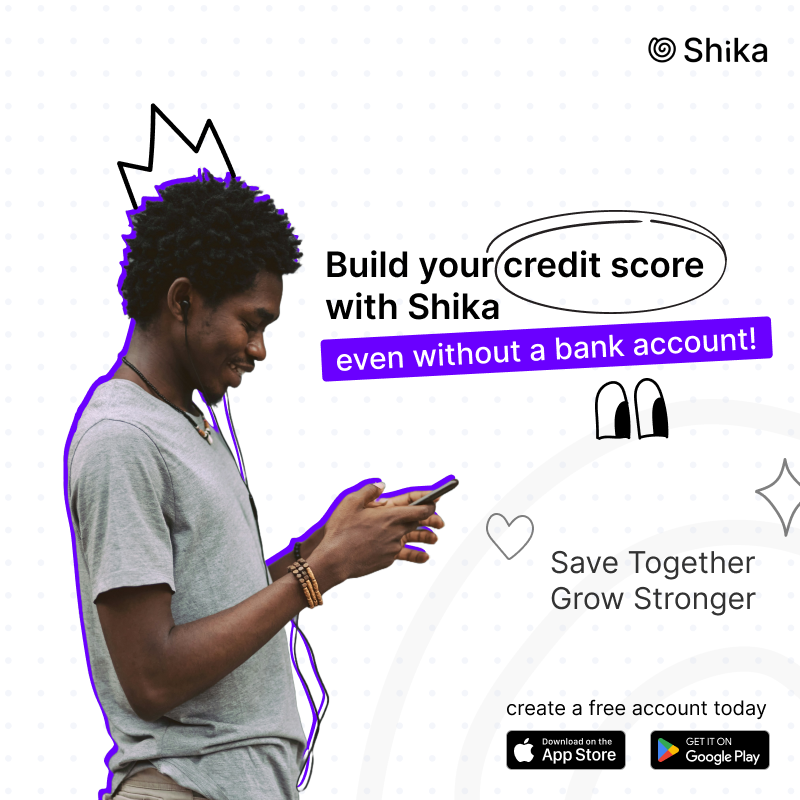 Shika
Build your credit score
with Shika
even without a bank account!
Save Together
Grow Stronger
create a free account today
Download on the
App Store
GET IT ON
Google Play